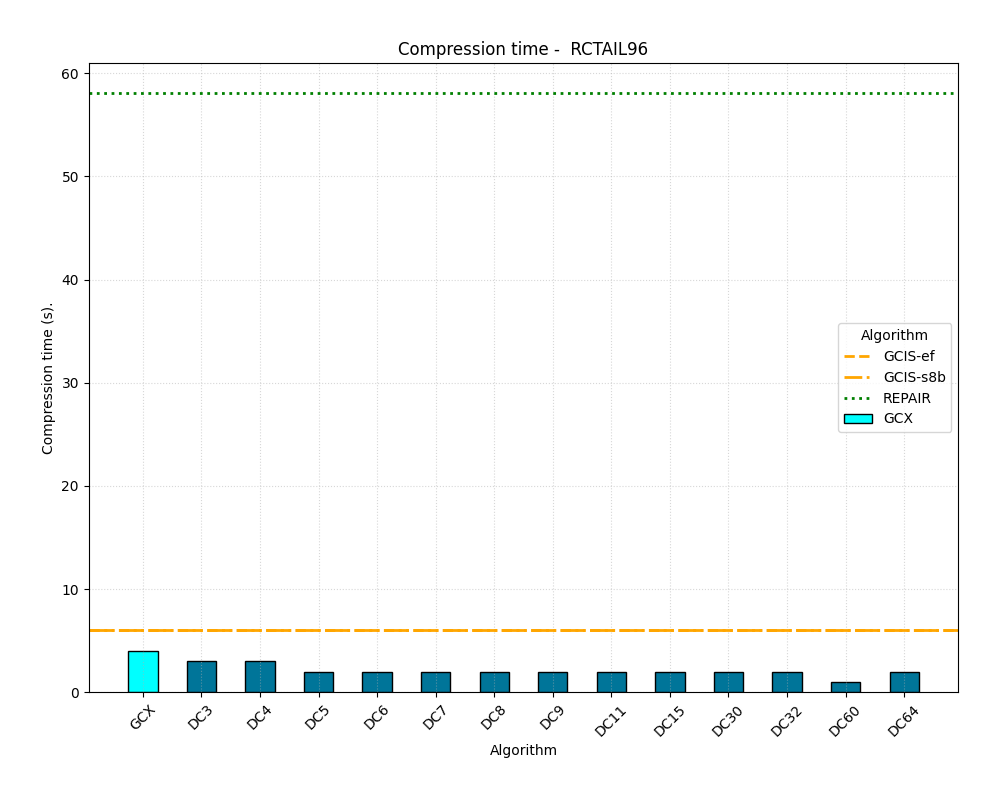 Compression time -  RCTAIL96
60
50
40
30
20
10
0
Compression time (s).
Algorithm
GCIS-ef
GCIS-s8b
REPAIR
GCX
GCX
DC3
DC4
DC5
DC6
DC7
DC8
DC9
DC11
DC15
DC30
DC32
DC60
DC64
Algorithm